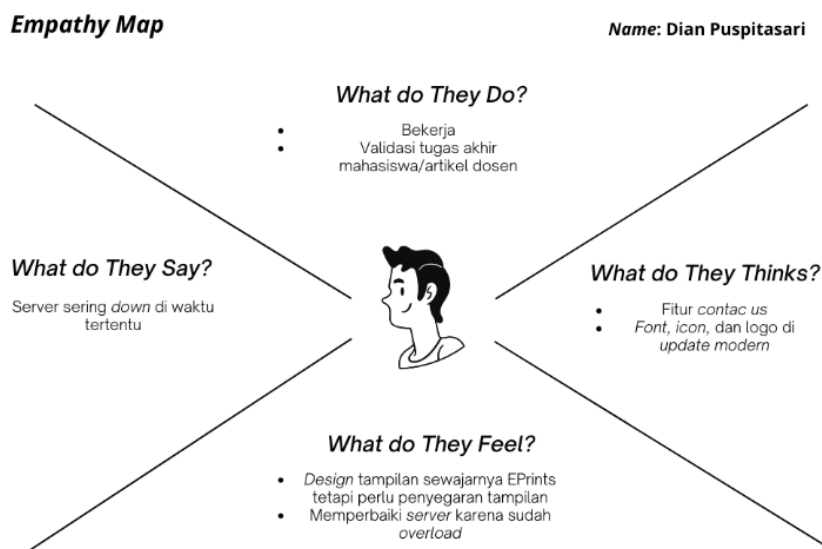 Empathy Map
Name: Dian Puspitasari
What do They Do?
• Bekerja
• Validasi tugas akhir
mahasiswa/artikel dosen
What do They Say?
Server sering down di waktu
tertentu
What do They Thinks?
• Fitur contac us
• Font, icon, dan logo di
update modern
What do They Feel?
• Design tampilan sewajarnya EPrints
tetapi perlu penyegaran tampilan
• Memperbaiki server karena sudah
overload